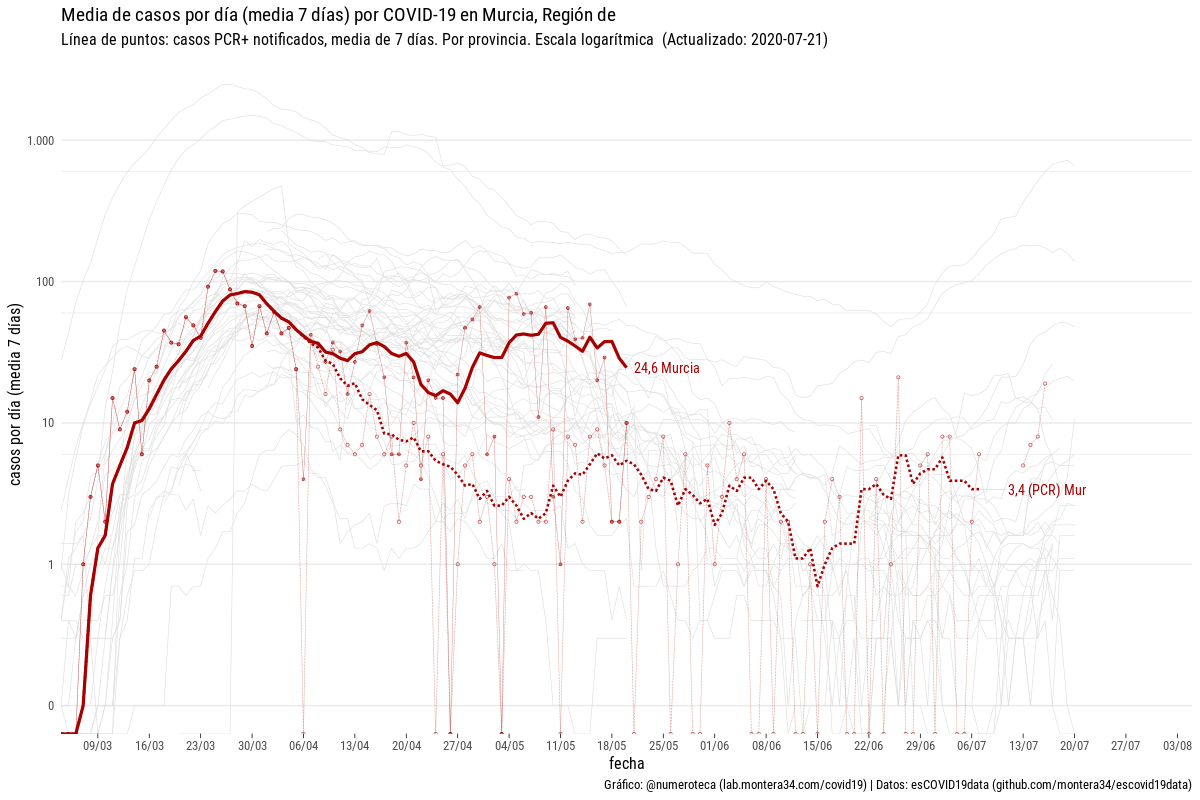 Media de casos por día (media 7 días) por COVID-19 en Murcia, Región de
Línea de puntos: casos PCR+ notificados, media de 7 días. Por provincia. Escala logarítmica (Actualizado: 2020-07-21)
casos por día (media 7 días)
1.000
100
10
1
0
24,6 Murcia
3,4 (PCR) Mur
09/03 16/03 23/03 30/03 06/04 13/04 20/04 27/04 04/05 11/05 18/05 25/05 01/06 08/06 15/06 22/06 29/06 06/07 13/07 20/07 27/07 03/08
fecha
Gráfico: @numeroteca (lab.montera34.com/covid19) | Datos: esCOVID19data (github.com/montera34/escovid19data)